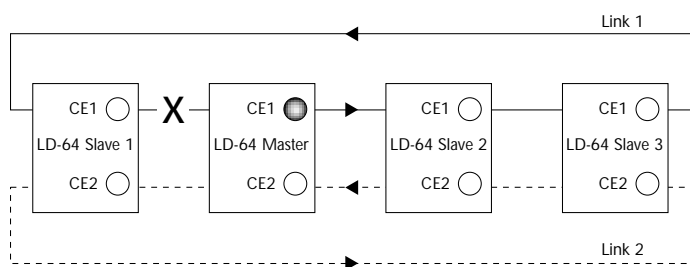 Link 1
CE1 X CE1 CE1 CE1
LD-64 Slave 1 LD-64 Master LD-64 Slave 2 LD-64 Slave 3
CE2 CE2 CE2 CE2
Link 2